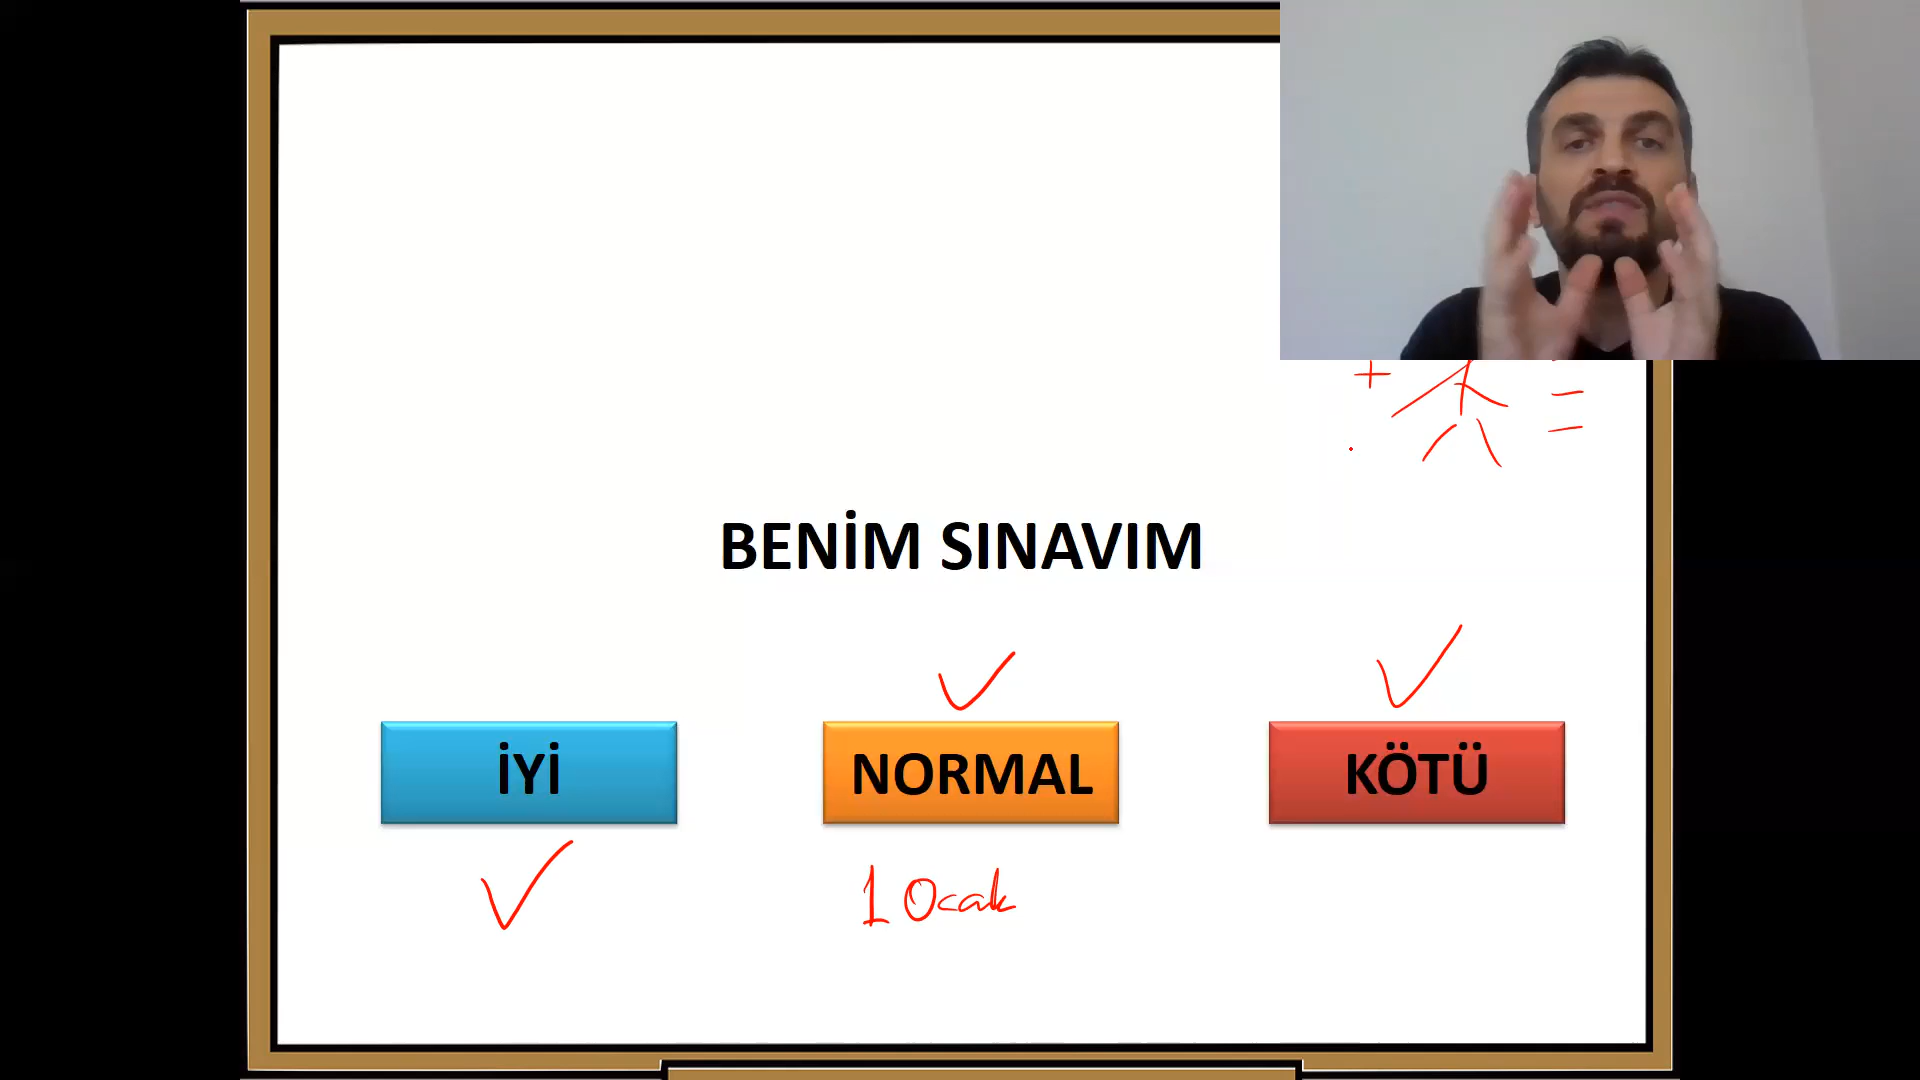 BENİM SINAVIM
İYİ
NORMAL
KÖTÜ
1 Ocak